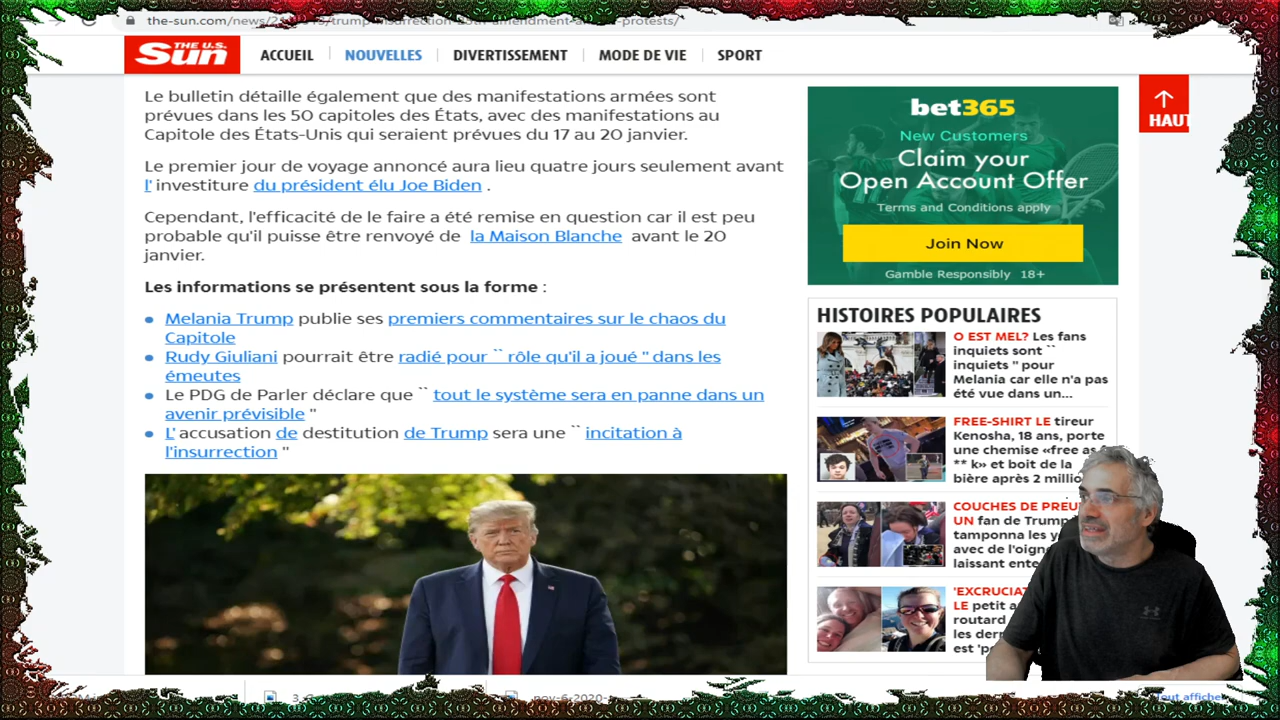 the-sun.com/news/
THE U.S.
Sun
ACCUEIL
NOUVELLES
DIVERTISSEMENT
MODE DE VIE
SPORT
Le bulletin détaille également que des manifestations armées sont
prévues dans les 50 capitoles des États, avec des manifestations au
Capitole des États-Unis qui seraient prévues du 17 au 20 janvier.
Le premier jour de voyage annoncé aura lieu quatre jours seulement avant
l' investiture du président élu Joe Biden .
Cependant, l'efficacité de le faire a été remise en question car il est peu
probable qu'il puisse être renvoyé de la Maison Blanche avant le 20
janvier.
Les informations se présentent sous la forme :
Melania Trump publie ses premiers commentaires sur le chaos du
Capitole
Rudy Giuliani pourrait être radié pour `` rôle qu'il a joué " dans les
émeutes
Le PDG de Parler déclare que `` tout le système sera en panne dans un
avenir prévisible "
L' accusation de destitution de Trump sera une `` incitation à
l'insurrection "
bet365
New Customers
Claim your
Open Account Offer
Terms and Conditions apply
Join Now
Gamble Responsibly 18+
HAUT
HISTOIRES POPULAIRES
O EST MEL? Les fans
inquiets sont ``
inquiets " pour
Melania car elle n'a pas
été vue dans un...
FREE-SHIRT LE tireur
Kenosha, 18 ans, porte
une chemise «free as f
** k» et boit de la
bière après 2 millio
COUCHES DE
UN fan de Trump
tamponna les
avec de
laissant
LE petit
routard
les
est
nov-6-2020-
out affiche